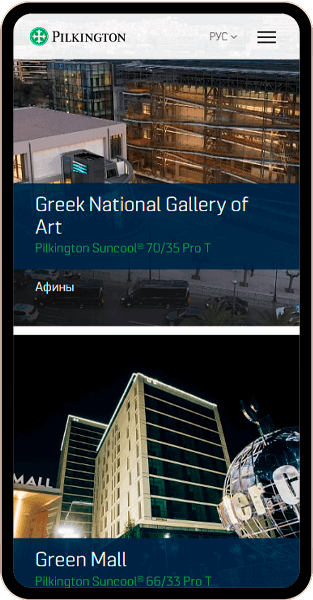 PILKINGTON
РУС
Greek National Gallery of
Art
Pilkington Suncool® 70/35 Pro T
Афины
MALL
Green Mall
Pilkington Suncool® 66/33 Pro T